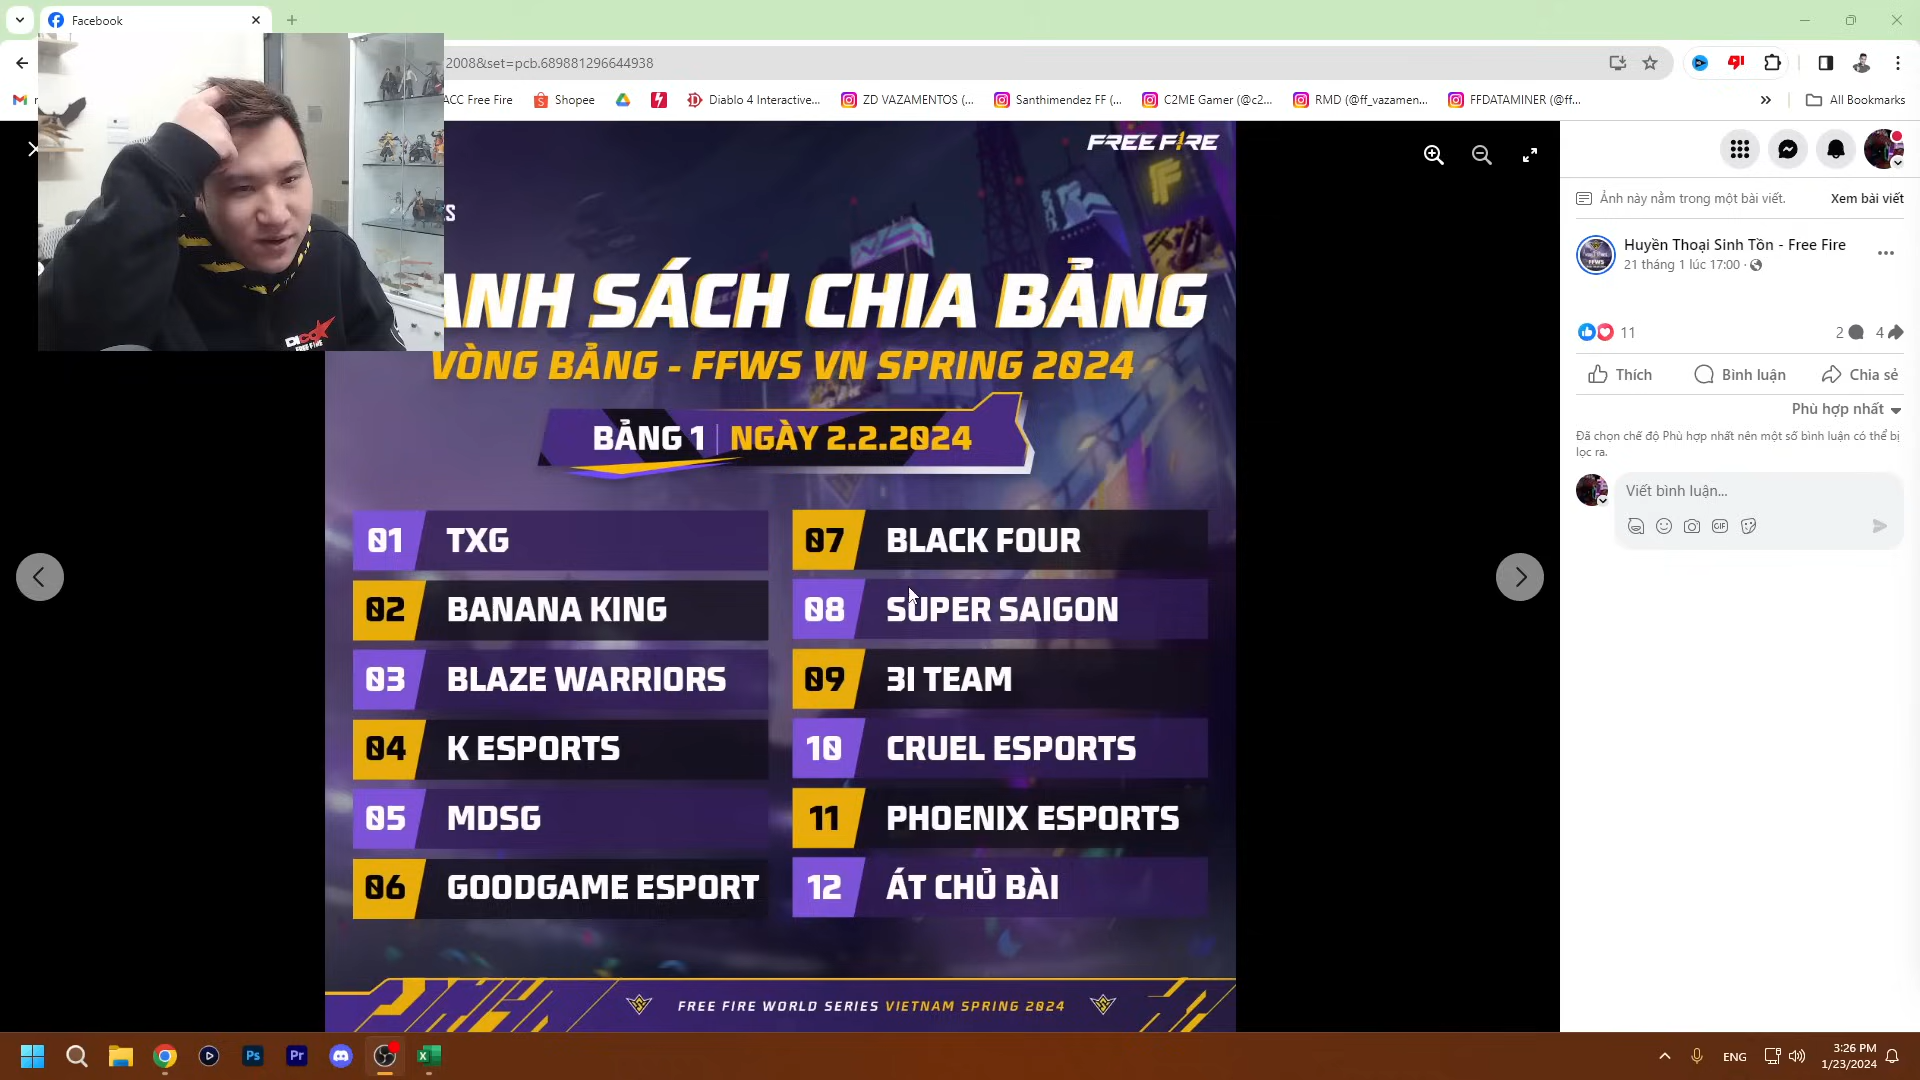 Facebook
2008&set=pcb.689881296644938
ACC Free Fire
Shopee
Diablo 4 Interactive...
ZD VAZAMENTOS (...
Santhimendez FF (...
C2ME Gamer (@c2...
RMD (@ff_vazamen...
FFDATAMINER (@ff...
All Bookmarks
FREE FIRE
ANH SÁCH CHIA BẢNG
VÒNG BẢNG - FFWS VN SPRING 2024
BẢNG 1 | NGÀY 2.2.2024
01 TXG
02 BANANA KING
03 BLAZE WARRIORS
04 K ESPORTS
05 MDSG
06 GOODGAME ESPORT
07 BLACK FOUR
08 SUPER SAIGON
09 3I TEAM
10 CRUEL ESPORTS
11 PHOENIX ESPORTS
12 ÁT CHỦ BÀI
FREE FIRE WORLD SERIES VIETNAM SPRING 2024
Ảnh này nằm trong một bài viết.
Xem bài viết
Huyền Thoại Sinh Tồn - Free Fire
21 tháng 1 lúc 17:00 ·
11
2
4
Thích
Bình luận
Chia sẻ
Phù hợp nhất
Đã chọn chế độ Phù hợp nhất nên một số bình luận có thể bị
lọc ra.
Viết bình luận...
GIF
Ps
Pr
ENG
3:26 PM
1/23/2024